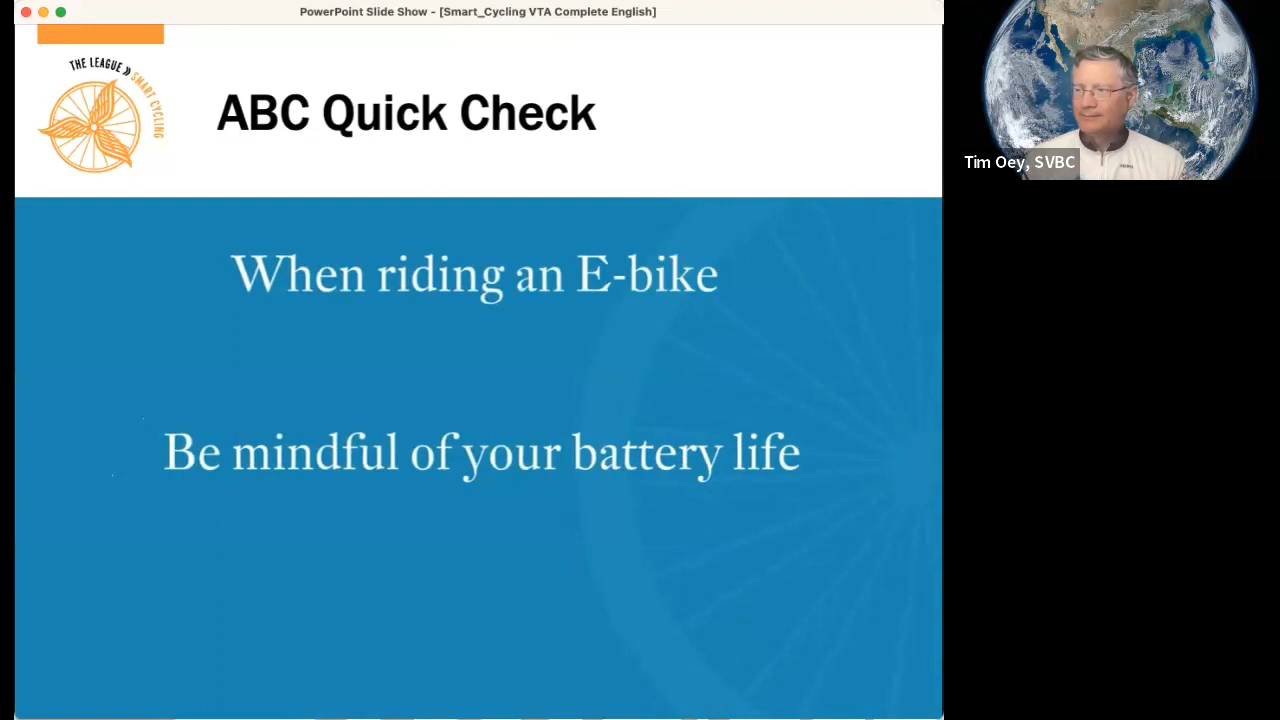 PowerPoint Slide Show - [Smart_Cycling VTA Complete English]
THE LEAGUE
SMART CYCLING
ABC Quick Check
Tim Oey, SVBC
When riding an E-bike
Be mindful of your battery life